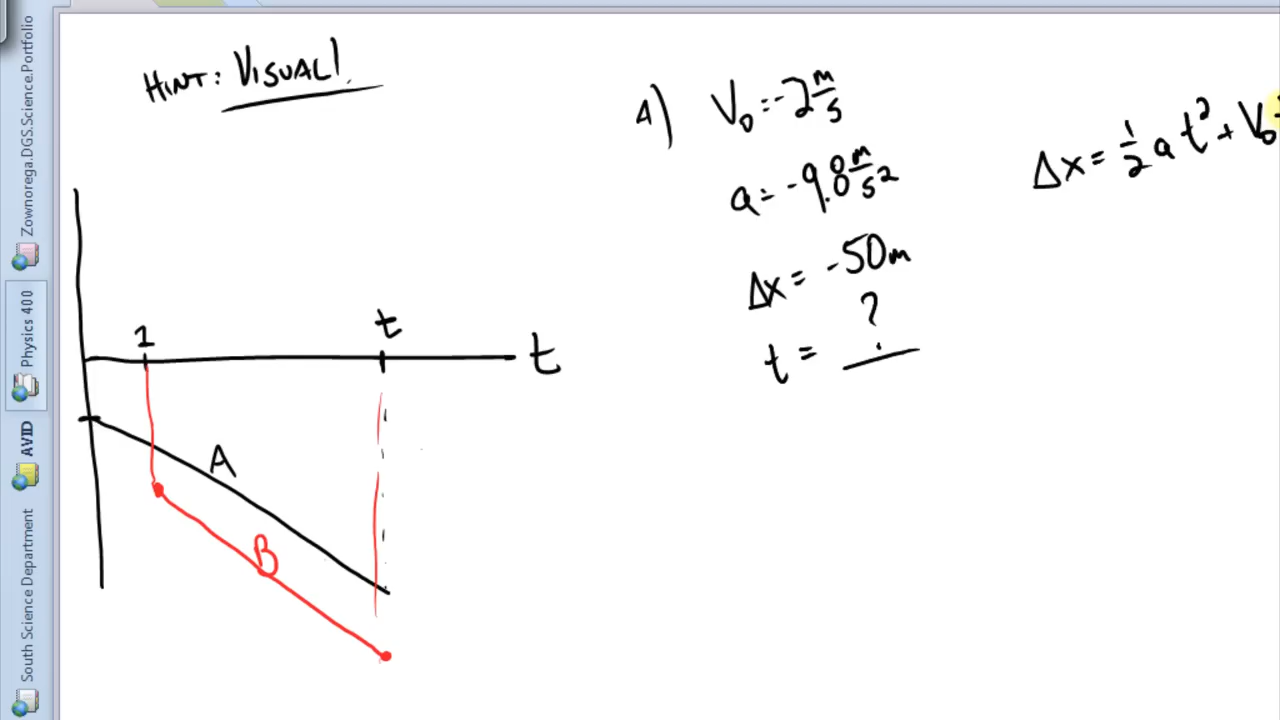 Zownorega.DGS.Science.Portfolio
Physics 400
AVID
South Science Department
HINT: VISUAL!
1
t
t
A
B
A)
V₀ = -2 m/s
a = -9.8 m/s²
Δx = -50m
t = ?
Δx = 1/2 a t² + V₀